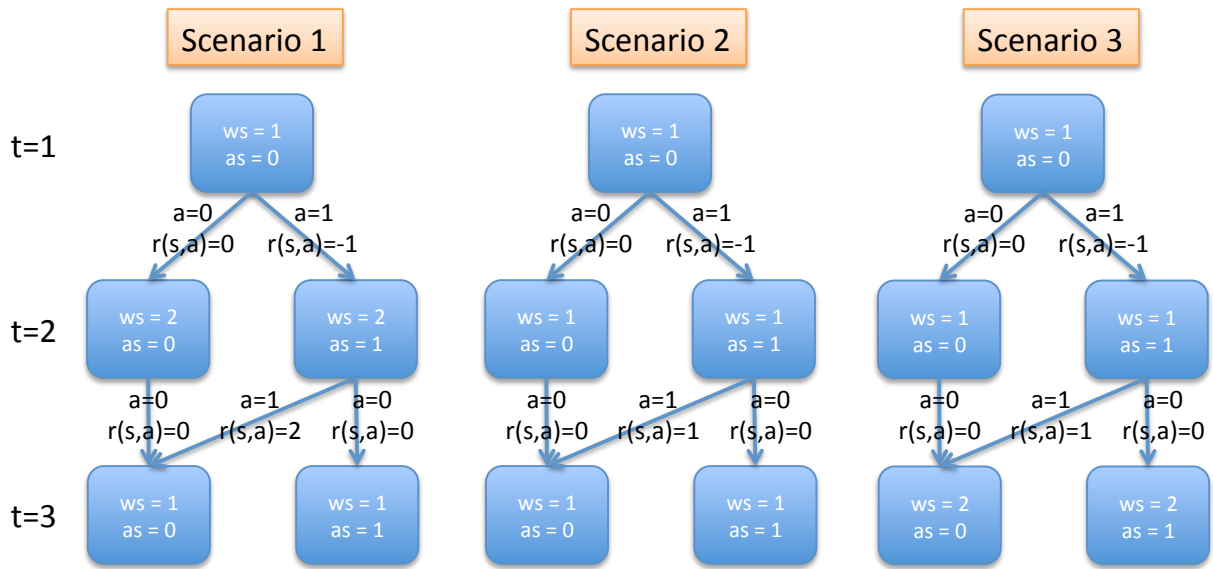 Scenario 1
Scenario 2
Scenario 3
t=1
ws = 1
as = 0
ws = 1
as = 0
ws = 1
as = 0
a=0
r(s,a)=0
a=1
r(s,a)=-1
a=0
r(s,a)=0
a=1
r(s,a)=-1
a=0
r(s,a)=0
a=1
r(s,a)=-1
t=2
ws = 2
as = 0
ws = 2
as = 1
ws = 1
as = 0
ws = 1
as = 1
ws = 1
as = 0
ws = 1
as = 1
a=0
r(s,a)=0
a=1
r(s,a)=2
a=0
r(s,a)=0
a=0
r(s,a)=0
a=1
r(s,a)=1
a=0
r(s,a)=0
a=0
r(s,a)=0
a=1
r(s,a)=1
a=0
r(s,a)=0
t=3
ws = 1
as = 0
ws = 1
as = 1
ws = 1
as = 0
ws = 1
as = 1
ws = 2
as = 0
ws = 2
as = 1